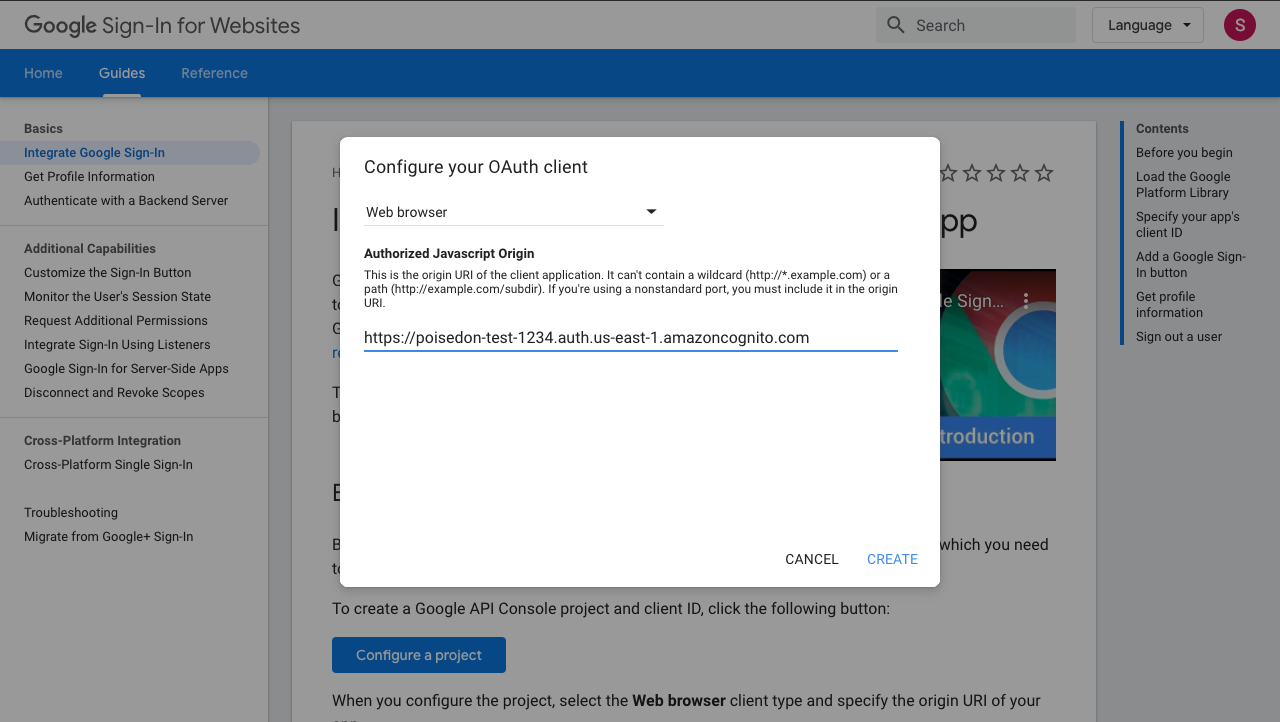 Google Sign-In for Websites
Search
Language
S
Home
Guides
Reference
Basics
Integrate Google Sign-In
Get Profile Information
Authenticate with a Backend Server
Additional Capabilities
Customize the Sign-In Button
Monitor the User's Session State
Request Additional Permissions
Integrate Sign-In Using Listeners
Google Sign-In for Server-Side Apps
Disconnect and Revoke Scopes
Cross-Platform Integration
Cross-Platform Single Sign-In
Troubleshooting
Migrate from Google+ Sign-In
Configure your OAuth client
Web browser
Authorized Javascript Origin
This is the origin URI of the client application. It can't contain a wildcard (http://*.example.com) or a
path (http://example.com/subdir). If you're using a nonstandard port, you must include it in the origin
URI.
https://poisedon-test-1234.auth.us-east-1.amazoncognito.com
CANCEL
CREATE
which you need
To create a Google API Console project and client ID, click the following button:
Configure a project
When you configure the project, select the Web browser client type and specify the origin URI of your
Contents
Before you begin
Load the Google
Platform Library
Specify your app's
client ID
Add a Google Sign-
In button
Get profile
information
Sign out a user